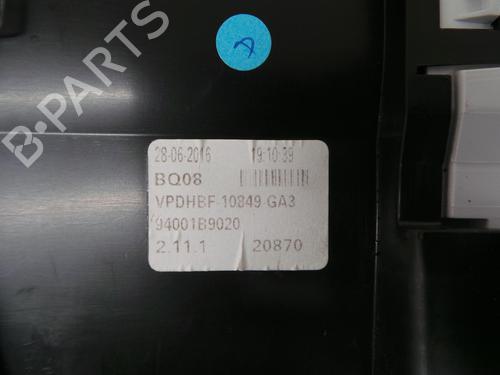 28-06-2016 19:10:39
BQ08
VPDHBF-10849-GA3
94001B9020
2.11.1 20870
B-PARTS